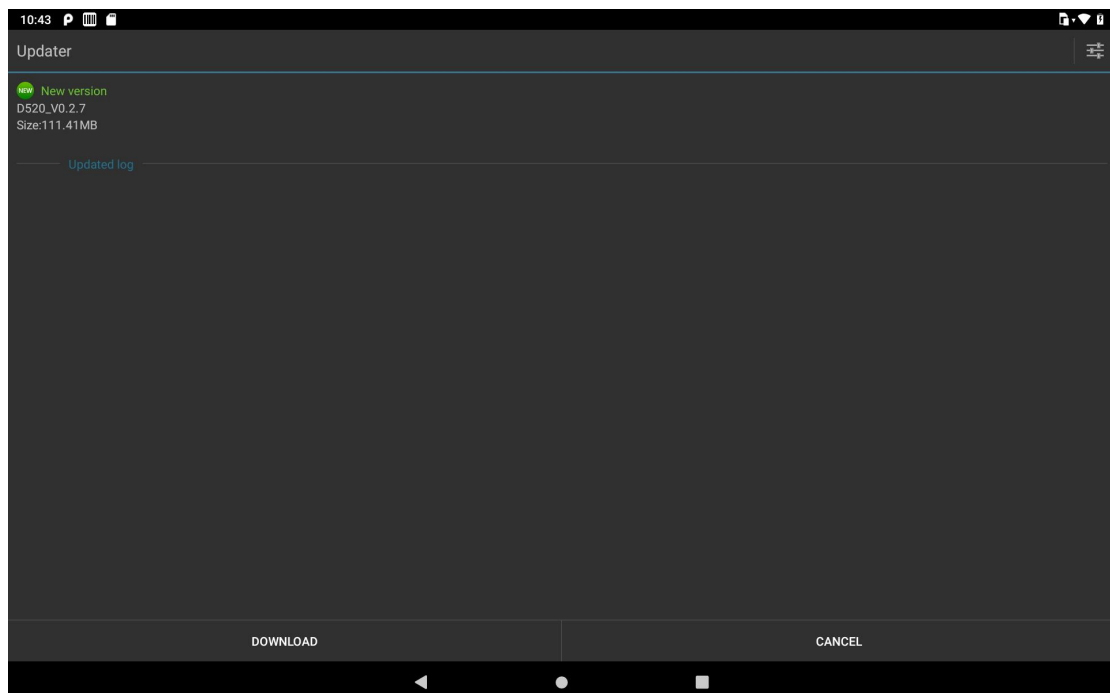 10:43
Updater
NEW New version
D520_V0.2.7
Size:111.41MB
Updated log
DOWNLOAD
CANCEL